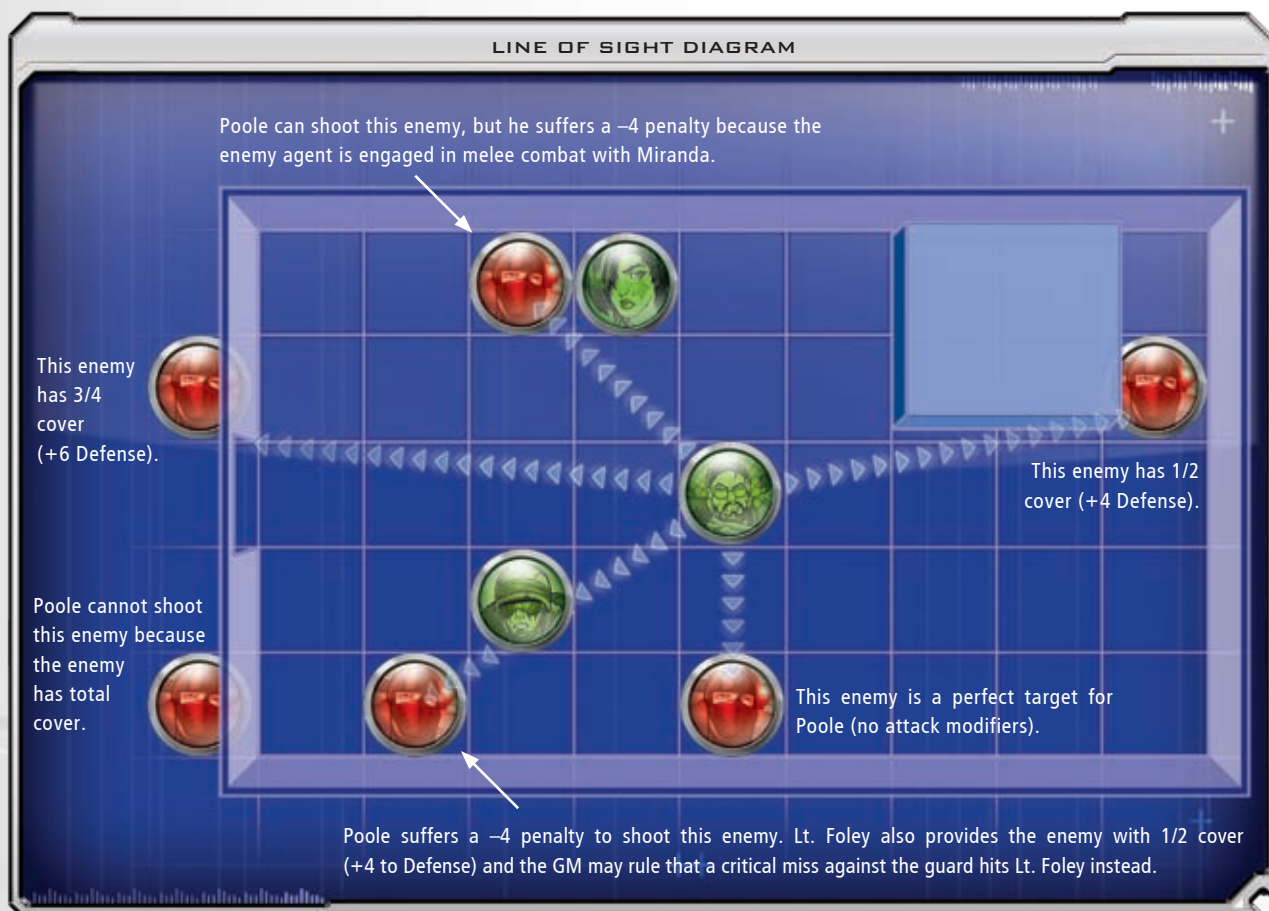 LINE OF SIGHT DIAGRAM
Poole can shoot this enemy, but he suffers a –4 penalty because the
enemy agent is engaged in melee combat with Miranda.
This enemy
has 3/4
cover
(+6 Defense).
This enemy has 1/2
cover (+4 Defense).
Poole cannot shoot
this enemy because
the enemy
has total
cover.
This enemy is a perfect target for
Poole (no attack modifiers).
Poole suffers a –4 penalty to shoot this enemy. Lt. Foley also provides the enemy with 1/2 cover
(+4 to Defense) and the GM may rule that a critical miss against the guard hits Lt. Foley instead.